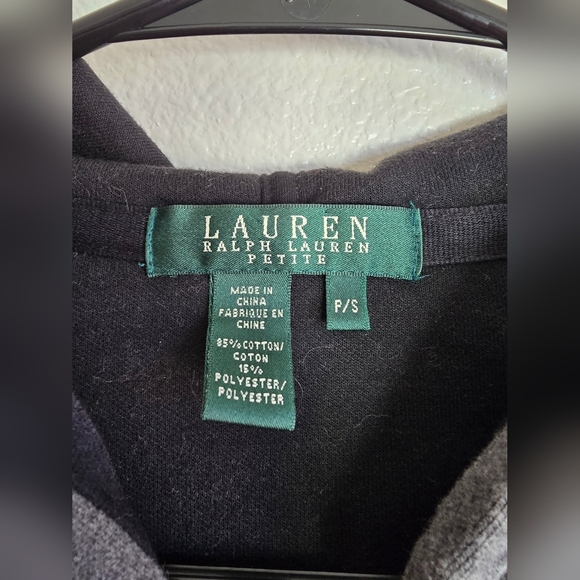 LAUREN
RALPH LAUREN
PETITE
MADE IN
CHINA
FABRIQUE EN
CHINE
85% COTTON/
COTON
15%
POLYESTER/
POLYESTER
P/S